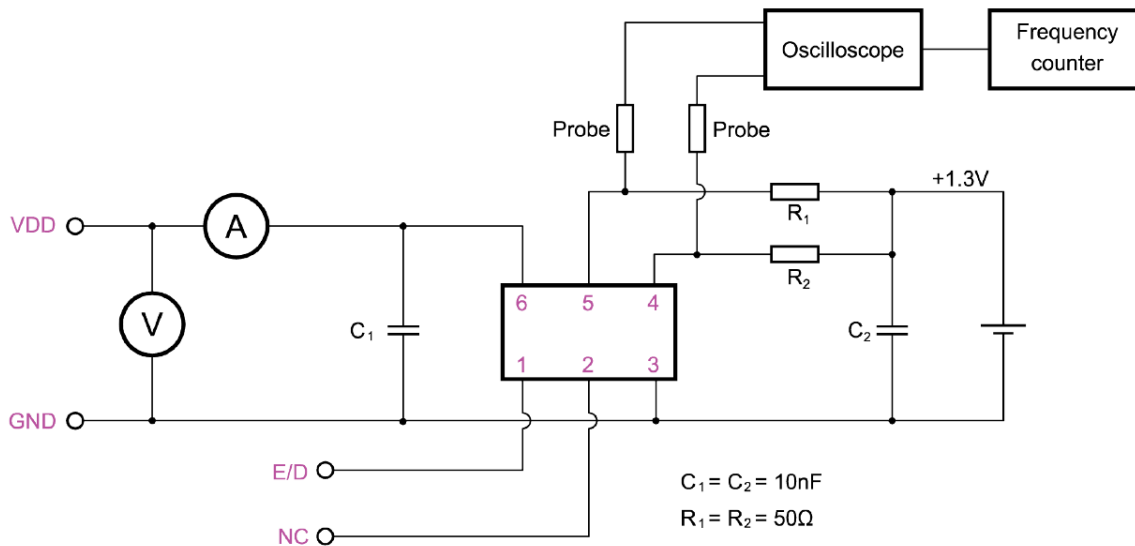 Oscilloscope
Frequency
counter
Probe
Probe
+1.3V
R₁
VDD
A
R₂
6 5 4
V
C₁
C₂
1 2 3
GND
E/D
C₁ = C₂ = 10nF
R₁ = R₂ = 50Ω
NC